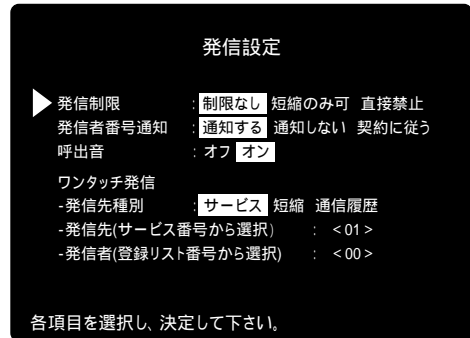 発信設定
発信制限 : 制限なし 短縮のみ可 直接禁止
発信者番号通知 : 通知する 通知しない 契約に従う
呼出音 : オフ オン
ワンタッチ発信
-発信先種別 : サービス 短縮 通信履歴
-発信先(サービス番号から選択) : <01>
-発信者(登録リスト番号から選択) : <00>
各項目を選択し、決定して下さい。